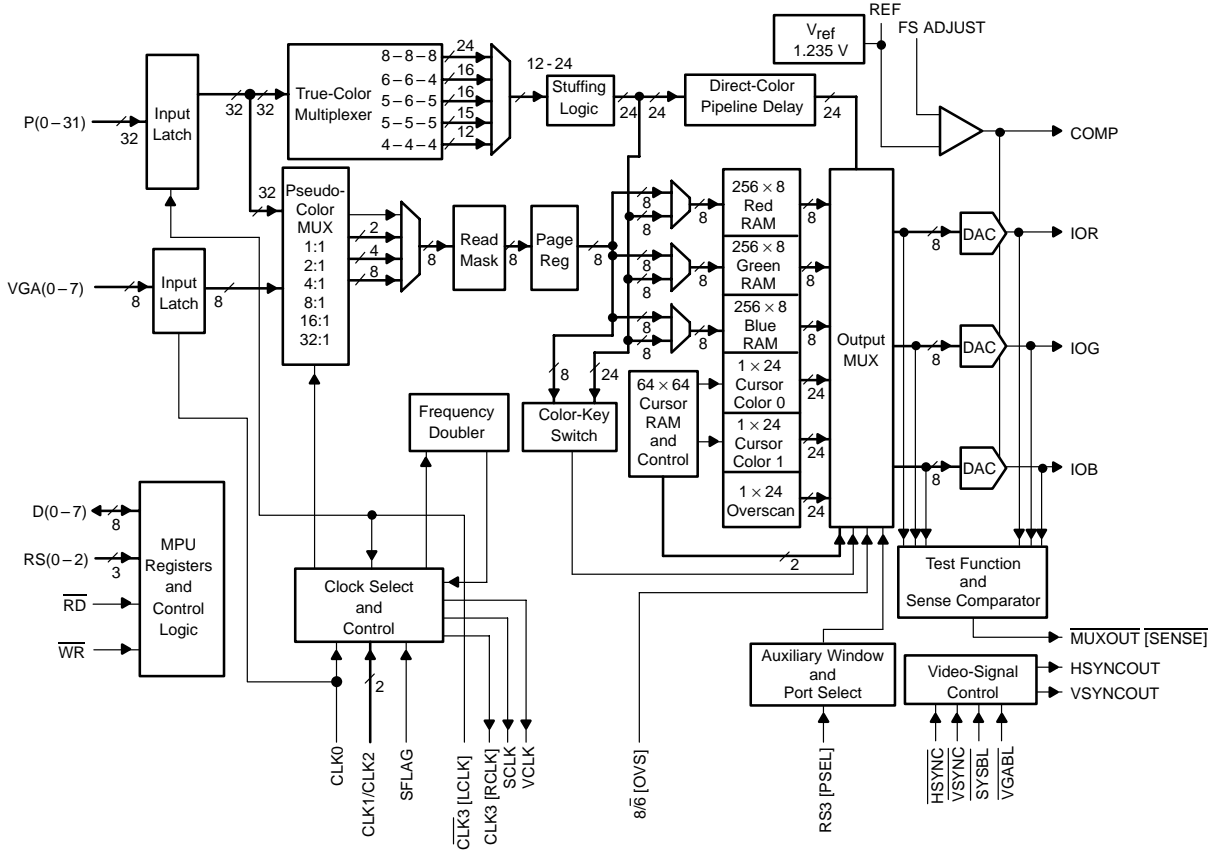 REF
FS ADJUST
Vref
1.235 V
24
8 – 8 – 8
6 – 6 – 4
16
5 – 6 – 5
16
5 – 5 – 5
15
4 – 4 – 4
12
True-Color
Multiplexer
12 - 24
Stuffing
Logic
24
24
Direct-Color
Pipeline Delay
24
COMP
P(0 – 31)
32
Input
Latch
32
32
32
Pseudo-
Color
MUX
1:1
2:1
4:1
8:1
16:1
32:1
2
4
8
8
Read
Mask
8
Page
Reg
8
8
8
8
256 × 8
Red
RAM
8
8
8
8
256 × 8
Green
RAM
8
8
8
8
256 × 8
Blue
RAM
8
Output
MUX
8
DAC
IOR
8
DAC
IOG
8
DAC
IOB
VGA(0 – 7)
8
Input
Latch
8
8
24
Color-Key
Switch
64 × 64
Cursor
RAM
and
Control
1 × 24
Cursor
Color 0
24
1 × 24
Cursor
Color 1
24
1 × 24
Overscan
24
2
Frequency
Doubler
D(0 – 7)
8
RS(0 – 2)
3
RD
WR
MPU
Registers
and
Control
Logic
Clock Select
and
Control
2
Test Function
and
Sense Comparator
MUXOUT [SENSE]
Auxiliary Window
and
Port Select
Video-Signal
Control
HSYNCOUT
VSYNCOUT
CLK0
CLK1/CLK2
SFLAG
CLK3 [LCLK]
CLK3 [RCLK]
SCLK
VCLK
8/6 [OVS]
RS3 [PSEL]
HSYNC
VSYNC
SYSBL
VGABL